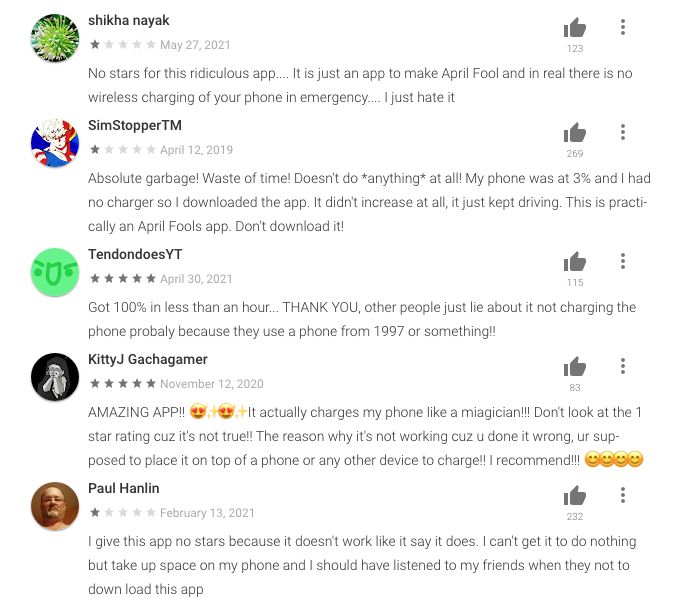 shikha nayak
May 27, 2021
123
No stars for this ridiculous app.... It is just an app to make April Fool and in real there is no
wireless charging of your phone in emergency.... I just hate it
SimStopperTM
April 12, 2019
269
Absolute garbage! Waste of time! Doesn't do *anything* at all! My phone was at 3% and I had
no charger so I downloaded the app. It didn't increase at all, it just kept driving. This is practi-
cally an April Fools app. Don't download it!
TendondoesYT
April 30, 2021
115
Got 100% in less than an hour... THANK YOU, other people just lie about it not charging the
phone probaly because they use a phone from 1997 or something!!
KittyJ Gachagamer
November 12, 2020
83
AMAZING APP!! 😍✨😍✨It actually charges my phone like a miagician!!! Don't look at the 1
star rating cuz it's not true!! The reason why it's not working cuz u done it wrong, ur sup-
posed to place it on top of a phone or any other device to charge!! I recommend!!! 😊😊😊😊
Paul Hanlin
February 13, 2021
232
I give this app no stars because it doesn't work like it say it does. I can't get it to do nothing
but take up space on my phone and I should have listened to my friends when they not to
down load this app